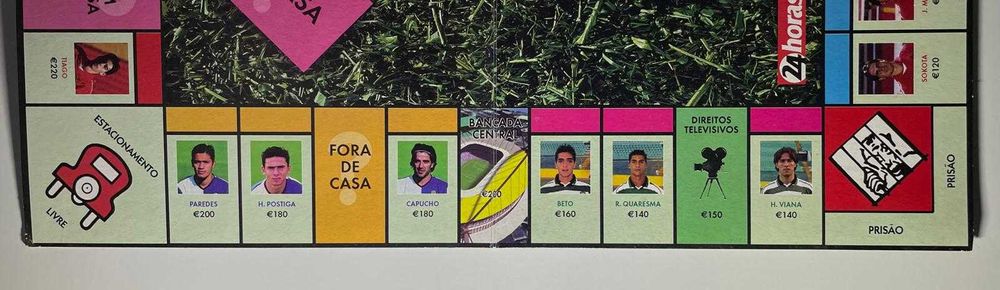 TIAGO
€220
24horas
J. M
SOKOTA
€120
ESTACIONAMENTO
LIVRE
PAREDES
€200
H. POSTIGA
€180
FORA
DE
CASA
CAPUCHO
€180
BANCADA
CENTRAL
€200
BETO
€160
R. QUARESMA
€140
DIREITOS
TELEVISIVOS
€150
H. VIANA
€140
PRISÃO
PRISÃO